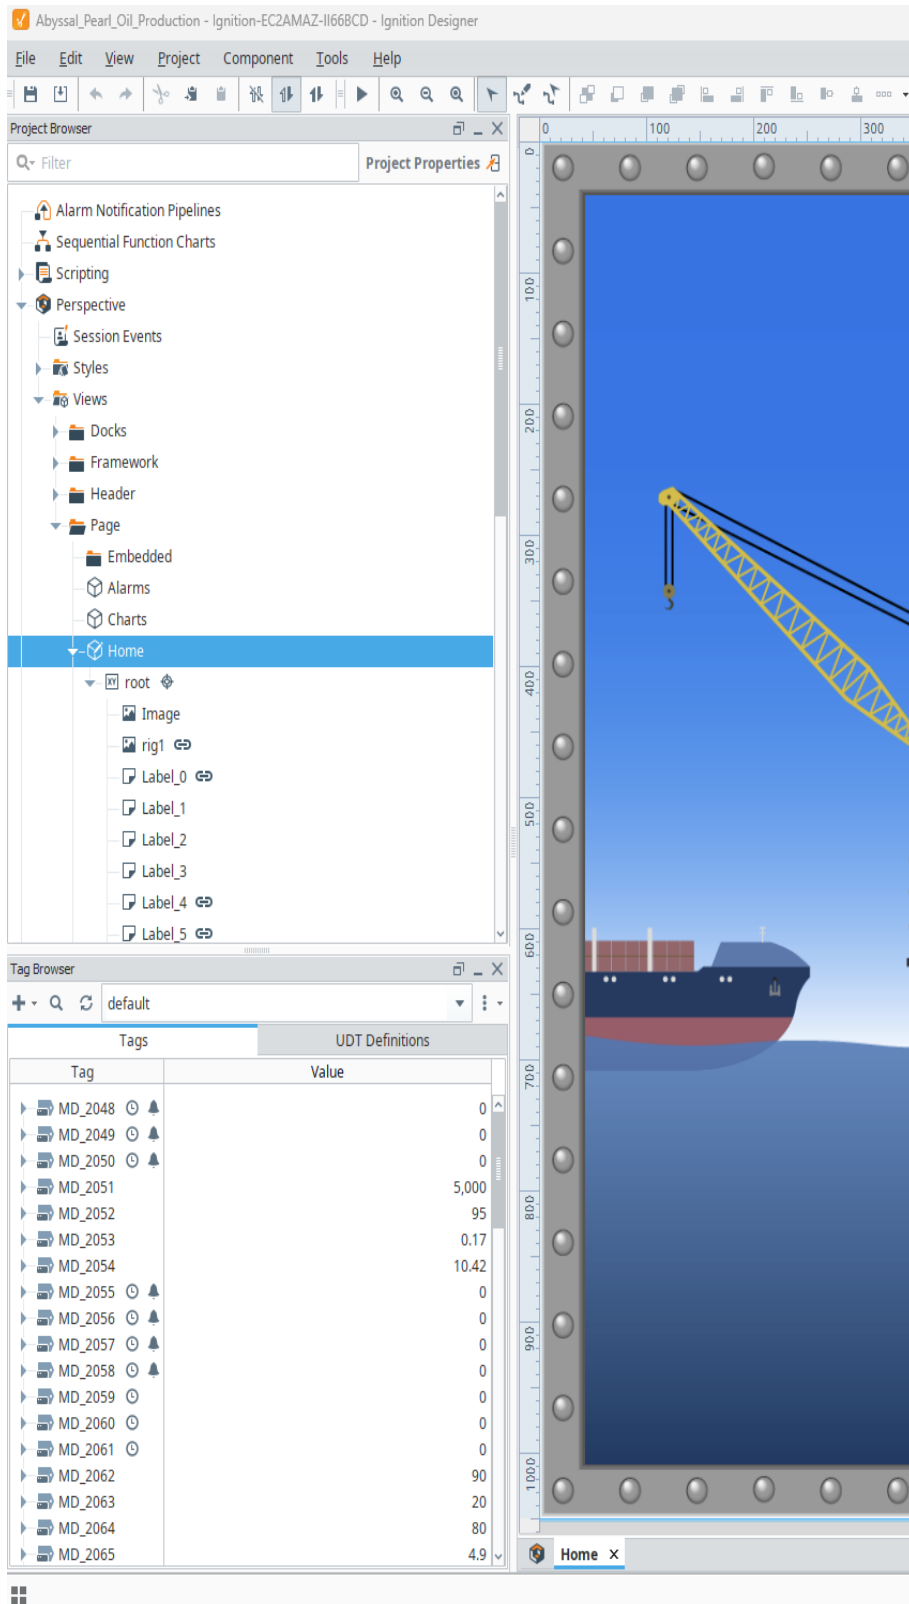 Abyssal_Pearl_Oil_Production - Ignition-EC2AMAZ-II66BCD - Ignition Designer
File Edit View Project Component Tools Help
Project Browser
Filter
Project Properties
Alarm Notification Pipelines
Sequential Function Charts
Scripting
Perspective
Session Events
Styles
Views
Docks
Framework
Header
Page
Embedded
Alarms
Charts
Home
root
Image
rig1
Label_0
Label_1
Label_2
Label_3
Label_4
Label_5
Tag Browser
default
Tags UDT Definitions
Tag Value
MD_2048 0
MD_2049 0
MD_2050 0
MD_2051 5,000
MD_2052 95
MD_2053 0.17
MD_2054 10.42
MD_2055 0
MD_2056 0
MD_2057 0
MD_2058 0
MD_2059 0
MD_2060 0
MD_2061 0
MD_2062 90
MD_2063 20
MD_2064 80
MD_2065 4.9
0 100 200 300
0
100
200
300
400
500
600
700
800
900
1000
Home x